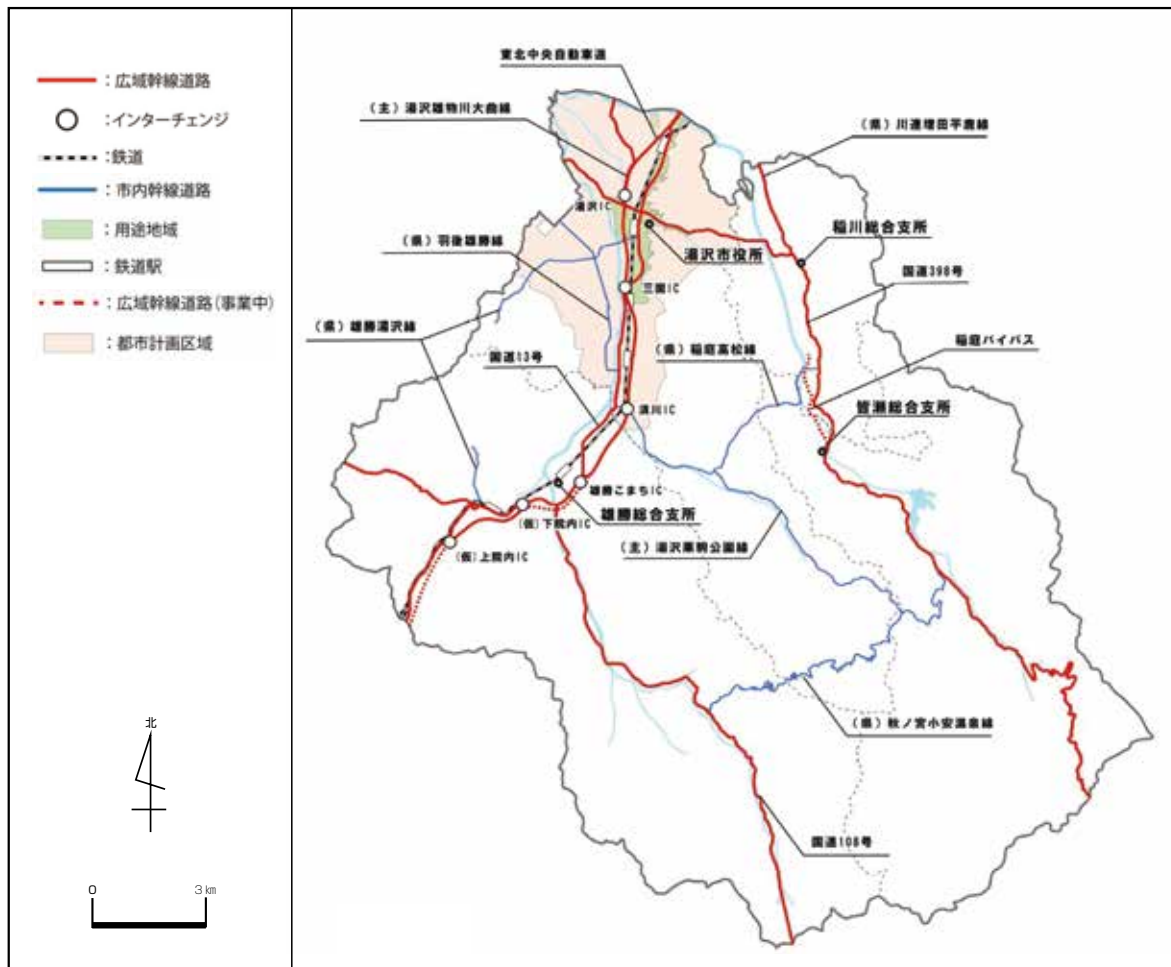 ：広域幹線道路
：インターチェンジ
：鉄道
：市内幹線道路
：用途地域
：鉄道駅
：広域幹線道路(事業中)
：都市計画区域
北
0 3㎞
東北中央自動車道
（主）湯沢雄物川大曲線
（県）川連増田平鹿線
湯沢IC
稲川総合支所
（県）羽後雄勝線
湯沢市役所
国道398号
三関IC
（県）雄勝湯沢線
国道13号
（県）稲庭高松線
稲庭バイパス
須川IC
皆瀬総合支所
雄勝こまちIC
(仮)下院内IC
雄勝総合支所
(仮)上院内IC
（主）湯沢栗駒公園線
（県）秋ノ宮小安温泉線
国道108号